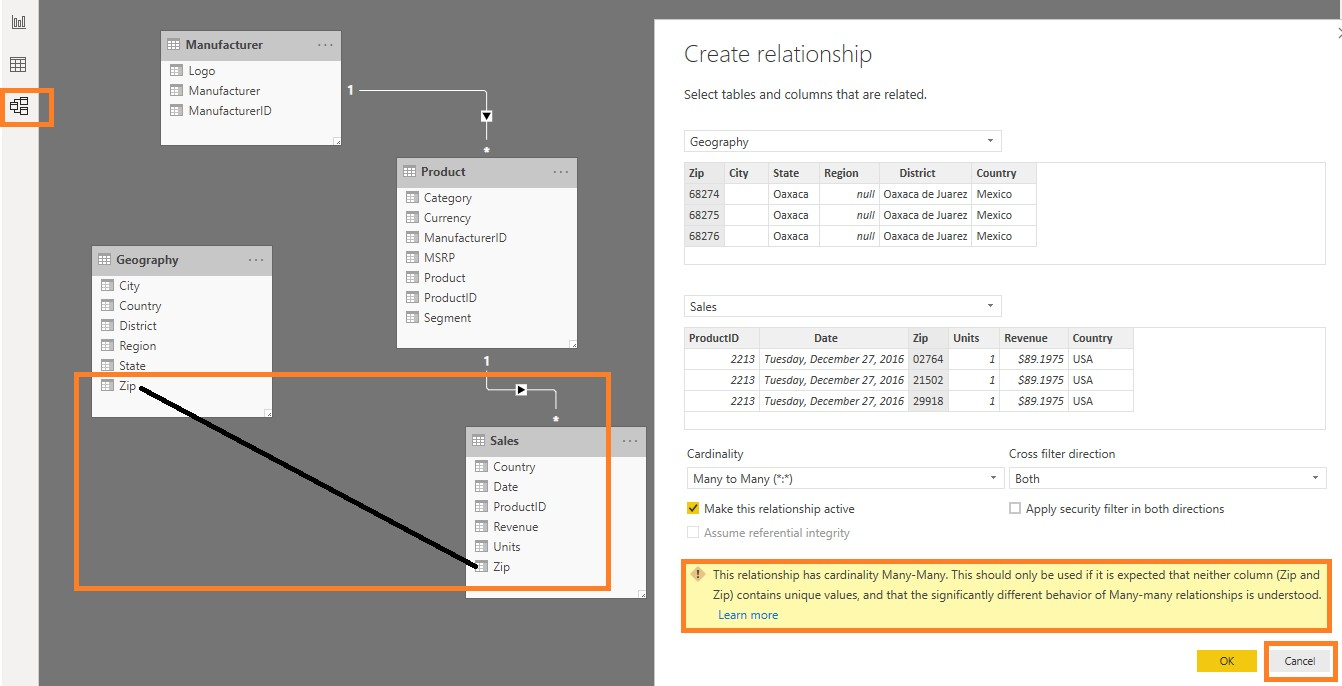 Manufacturer ...
Logo
Manufacturer
ManufacturerID
1
*
Product ...
Category
Currency
ManufacturerID
MSRP
Product
ProductID
Segment
1
*
Geography ...
City
Country
District
Region
State
Zip
Sales ...
Country
Date
ProductID
Revenue
Units
Zip
Create relationship
Select tables and columns that are related.
Geography
Zip City State Region District Country
68274 Oaxaca null Oaxaca de Juarez Mexico
68275 Oaxaca null Oaxaca de Juarez Mexico
68276 Oaxaca null Oaxaca de Juarez Mexico
Sales
ProductID Date Zip Units Revenue Country
2213 Tuesday, December 27, 2016 02764 1 $89.1975 USA
2213 Tuesday, December 27, 2016 21502 1 $89.1975 USA
2213 Tuesday, December 27, 2016 29918 1 $89.1975 USA
Cardinality Cross filter direction
Many to Many (*:*) Both
Make this relationship active Apply security filter in both directions
Assume referential integrity
This relationship has cardinality Many-Many. This should only be used if it is expected that neither column (Zip and
Zip) contains unique values, and that the significantly different behavior of Many-many relationships is understood.
Learn more
OK Cancel